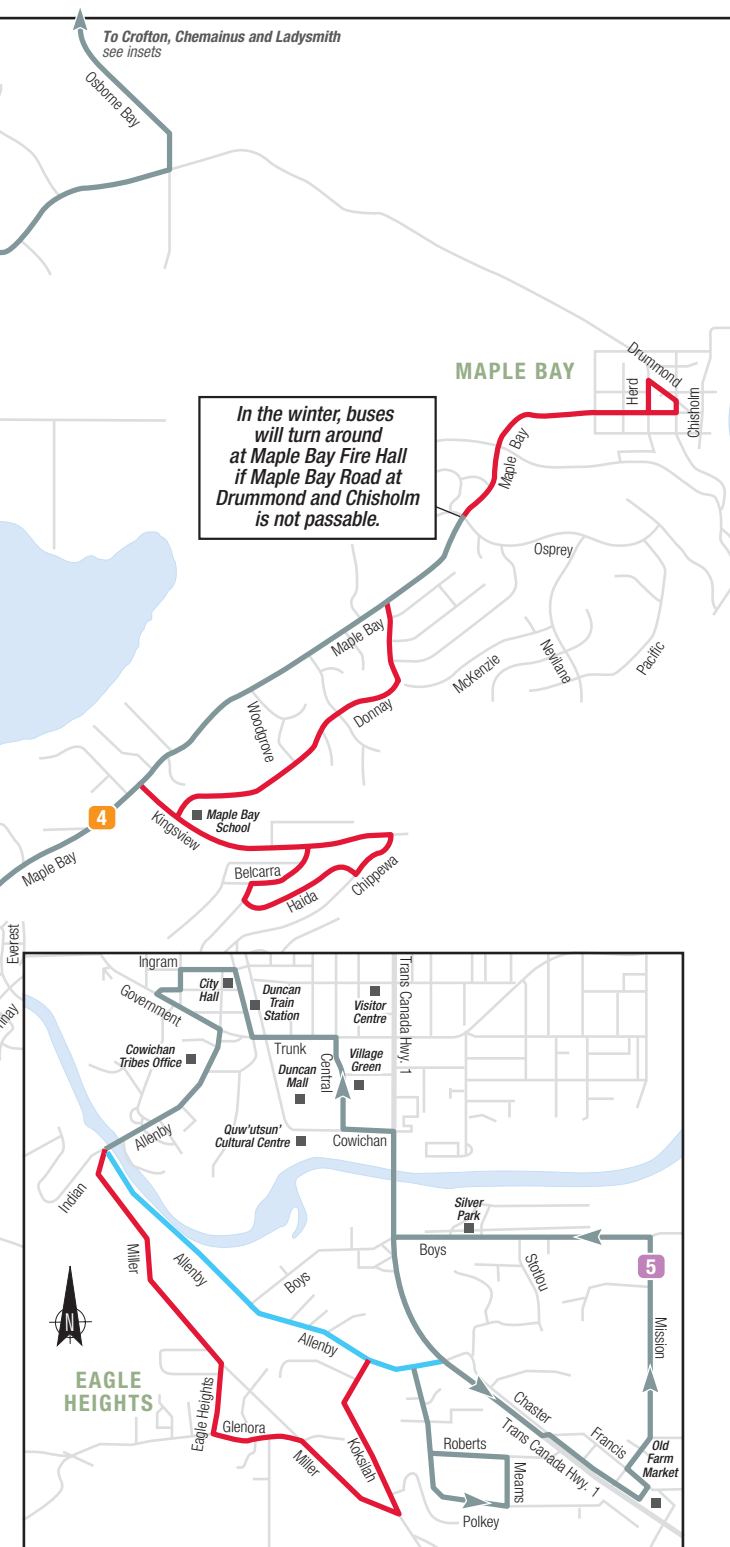 To Crofton, Chemainus and Ladysmith
see insets
Osborne Bay
MAPLE BAY
Drummond
Herd
Chisholm
In the winter, buses
will turn around
at Maple Bay Fire Hall
if Maple Bay Road at
Drummond and Chisholm
is not passable.
Maple Bay
Osprey
Maple Bay
McKenzie
Nevilane
Pacific
Woodgrove
Donnay
4
Kingsview
Maple Bay
School
Maple Bay
Belcarra
Haida
Chippewa
Everest
nnay
Ingram
Government
City
Hall
Duncan
Train
Station
Visitor
Centre
Trans Canada Hwy. 1
Cowichan
Tribes Office
Trunk
Central
Village
Green
Duncan
Mall
Allenby
Quw'utsun'
Cultural Centre
Cowichan
Indian
Silver
Park
Miller
Allenby
Boys
Boys
Stotlou
5
N
Allenby
Mission
EAGLE
HEIGHTS
Eagle Heights
Glenora
Miller
Koksilah
Chaster
Trans Canada Hwy. 1
Francis
Old
Farm
Market
Roberts
Mearns
Polkey